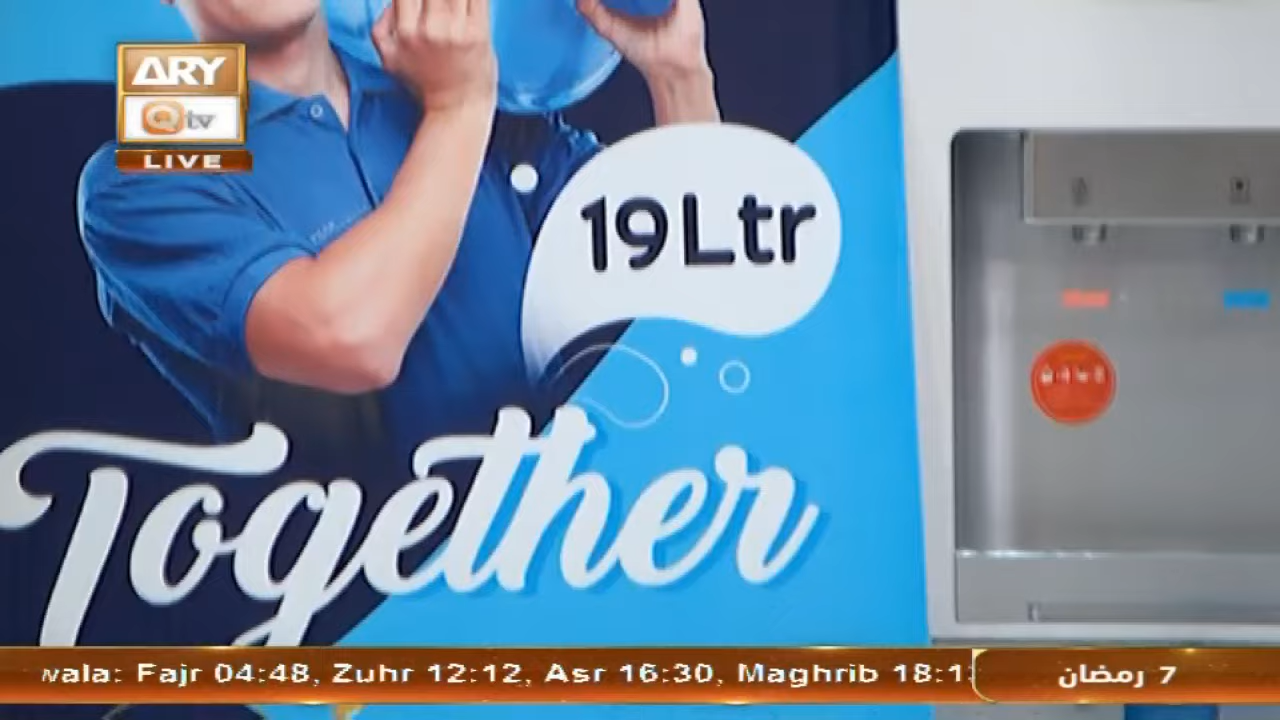 ARY
Qtv
LIVE
19Ltr
Together
wala: Fajr 04:48, Zuhr 12:12, Asr 16:30, Maghrib 18:1
7 رمضان